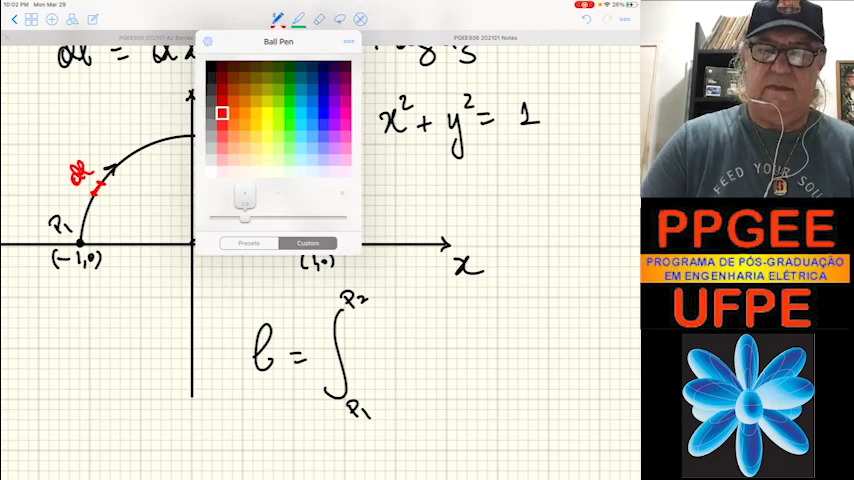 10:02 PM Mon Mar 29
26%
PGEE936 202101 Notes
Ball Pen
x² + y² = 1
dl
P₁
(-1,0)
(1,0)
x
Presets
Custom
l = ∫
P₂
P₁
FEED YOUR SOUL
PPGEE
PROGRAMA DE PÓS-GRADUAÇÃO
EM ENGENHARIA ELÉTRICA
UFPE